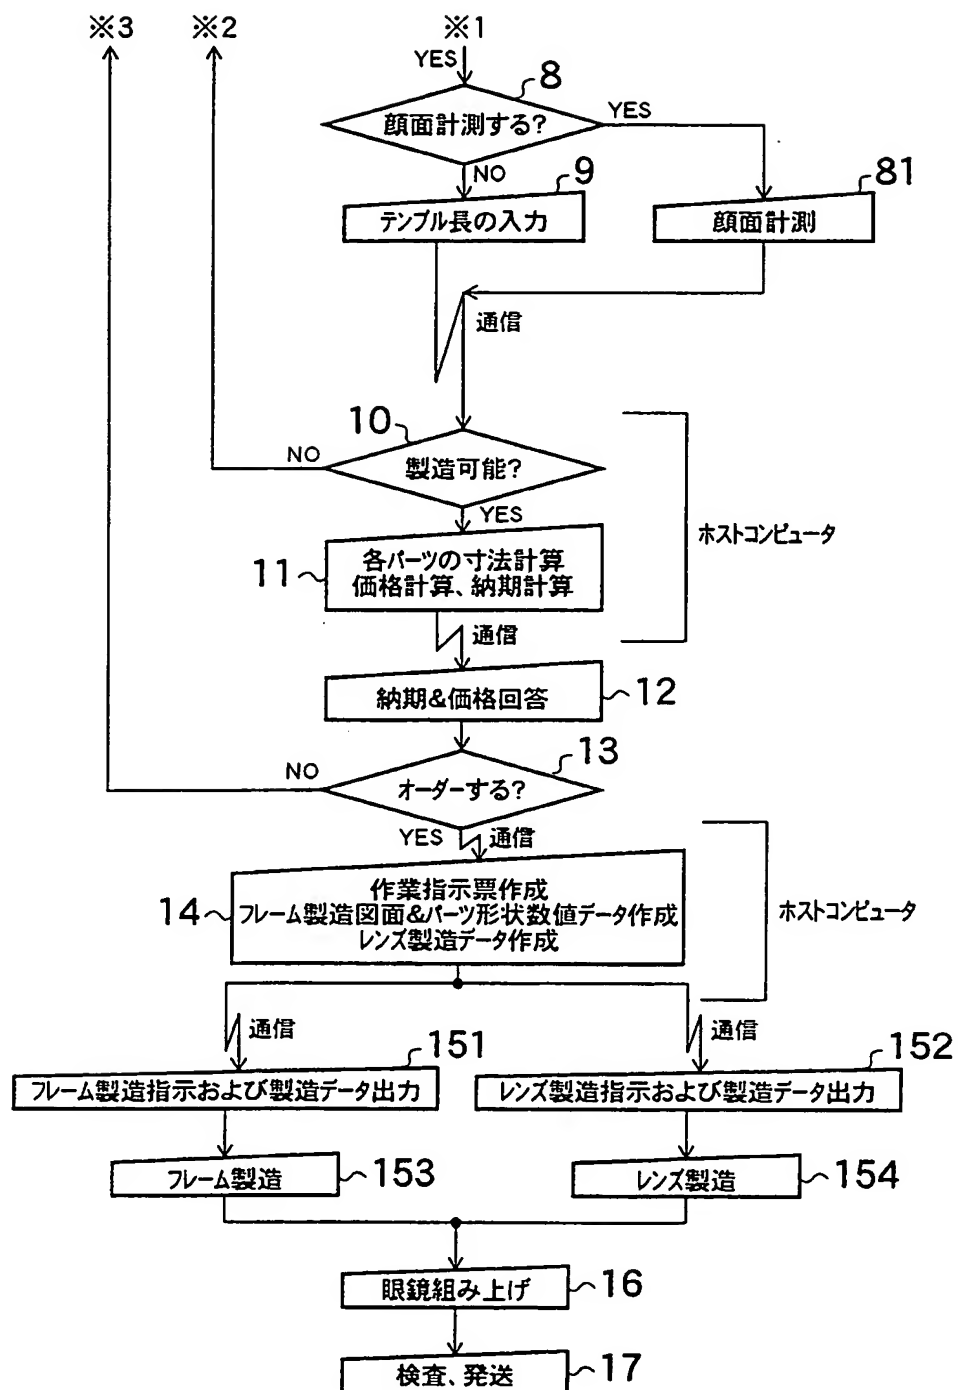 ※3 ※2 ※1
YES
8
顔面計測する?
YES
NO
9
81
テンプル長の入力
顔面計測
通信
10
NO
製造可能?
YES
ホストコンピュータ
11
各パーツの寸法計算
価格計算、納期計算
通信
納期&価格回答
12
13
NO
オーダーする?
YES
通信
14
作業指示票作成
フレーム製造図面&パーツ形状数値データ作成
レンズ製造データ作成
ホストコンピュータ
通信
通信
151
152
フレーム製造指示および製造データ出力
レンズ製造指示および製造データ出力
フレーム製造
153
レンズ製造
154
眼鏡組み上げ
16
検査、発送
17